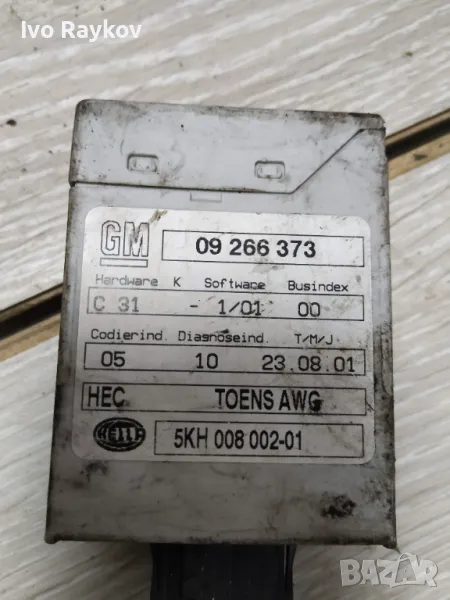 Ivo Raykov
GM 09 266 373
Hardware K Software Busindex
C 31 - 1/01 00
Codierind. Diagnoseind. T/M/J
05 10 23.08.01
HEC TOENS AWG
HELLA 5KH 008 002-01
BAZAR